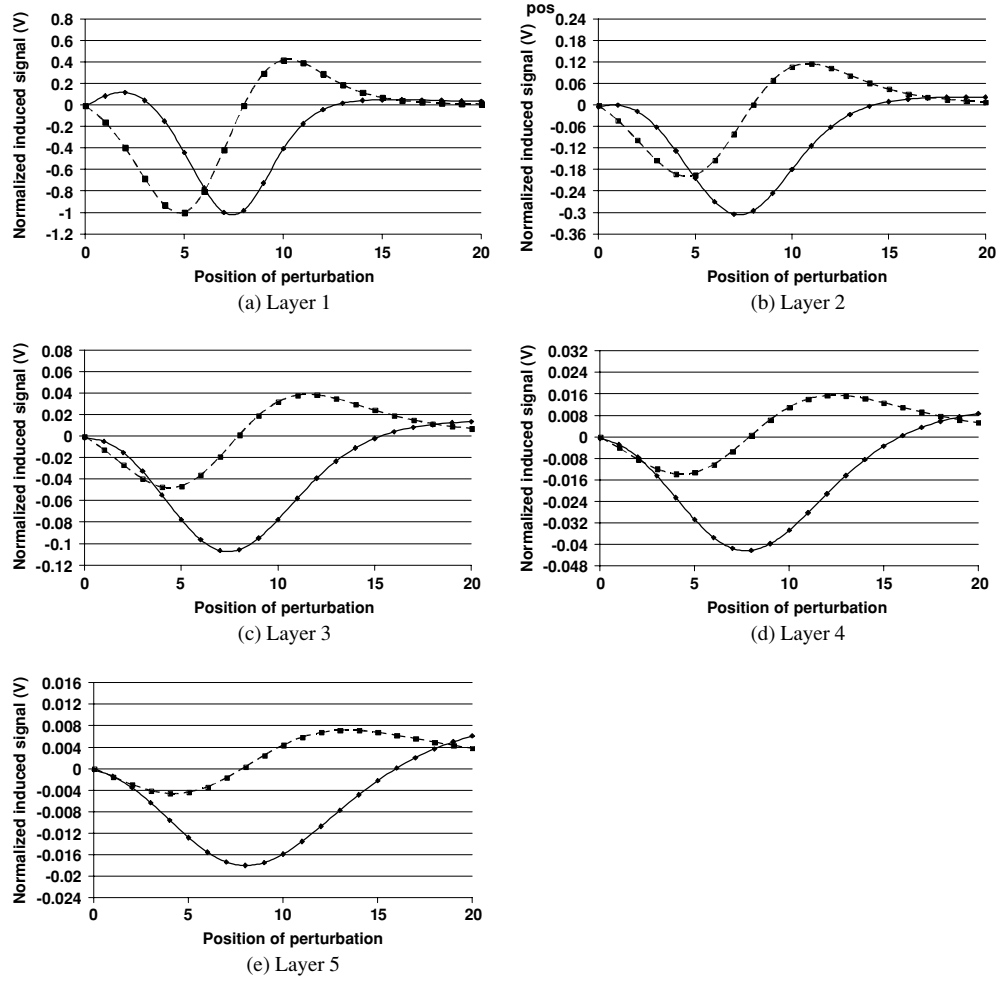 Normalized induced signal (V)
0.8
0.6
0.4
0.2
0
-0.2
-0.4
-0.6
-0.8
-1
-1.2
0 5 10 15 20
Position of perturbation
(a) Layer 1
pos
Normalized induced signal (V)
0.24
0.18
0.12
0.06
0
-0.06
-0.12
-0.18
-0.24
-0.3
-0.36
0 5 10 15 20
Position of perturbation
(b) Layer 2
Normalized induced signal (V)
0.08
0.06
0.04
0.02
0
-0.02
-0.04
-0.06
-0.08
-0.1
-0.12
0 5 10 15 20
Position of perturbation
(c) Layer 3
Normalized induced signal (V)
0.032
0.024
0.016
0.008
0
-0.008
-0.016
-0.024
-0.032
-0.04
-0.048
0 5 10 15 20
Position of perturbation
(d) Layer 4
Normalized induced signal (V)
0.016
0.012
0.008
0.004
0
-0.004
-0.008
-0.012
-0.016
-0.02
-0.024
0 5 10 15 20
Position of perturbation
(e) Layer 5